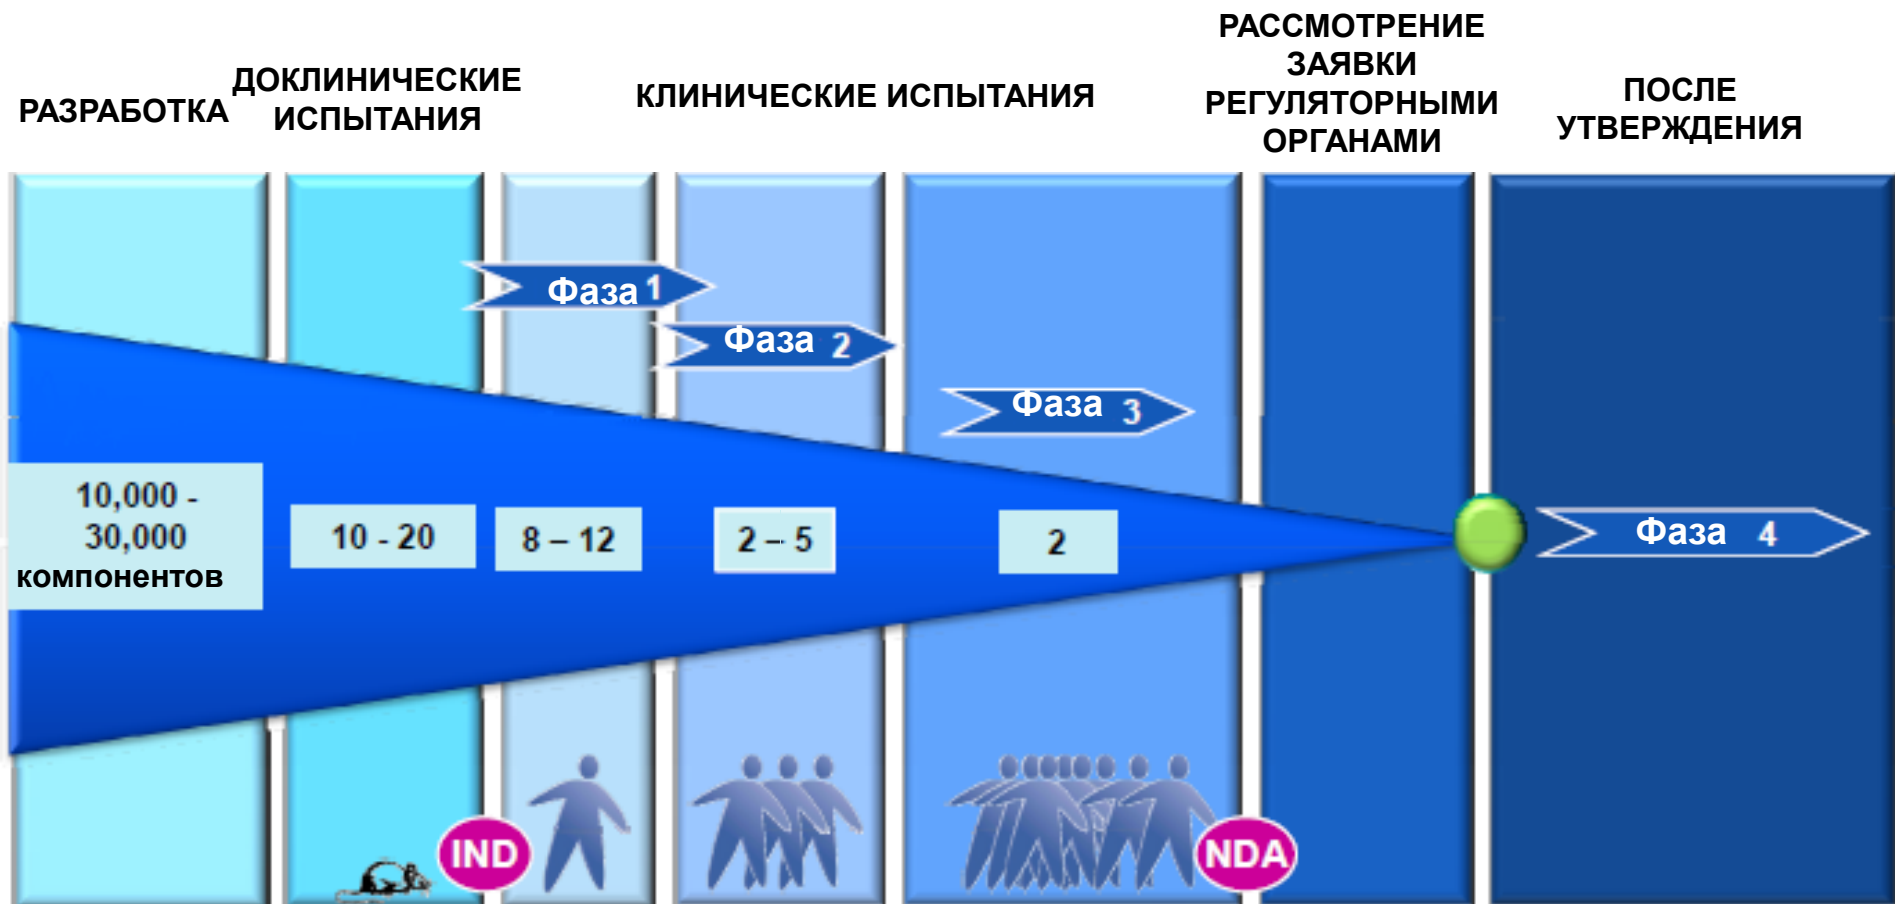 РАЗРАБОТКА
ДОКЛИНИЧЕСКИЕ
ИСПЫТАНИЯ
КЛИНИЧЕСКИЕ ИСПЫТАНИЯ
РАССМОТРЕНИЕ
ЗАЯВКИ
РЕГУЛЯТОРНЫМИ
ОРГАНАМИ
ПОСЛЕ
УТВЕРЖДЕНИЯ
Фаза 1
Фаза 2
Фаза 3
10,000 -
30,000
компонентов
10 - 20
8 – 12
2 – 5
2
Фаза 4
IND
NDA